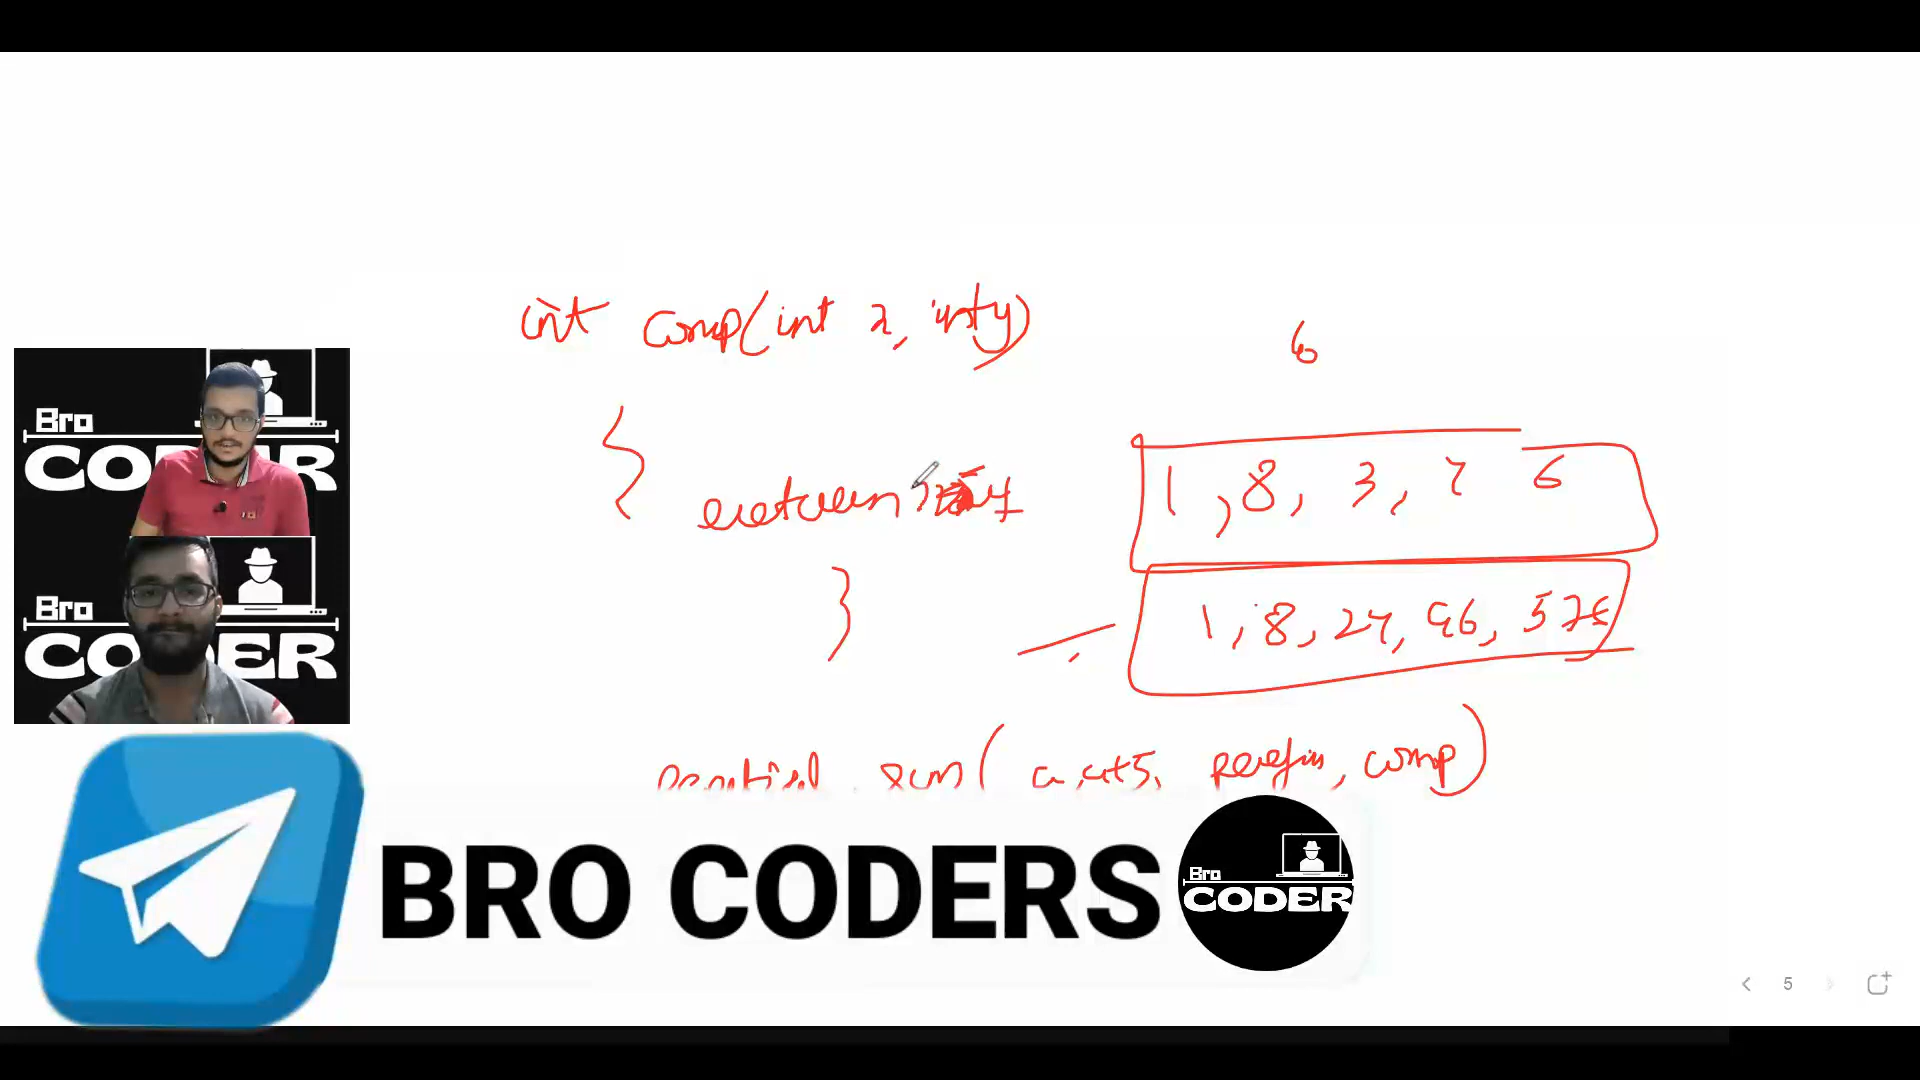 int comp(int x, int y)
6
{
return
1, 8, 3, 7 6
}
1, 8, 24, 96, 576
partial_sum( a, a+5, prefix, comp)
Bro
CODER
Bro
CODER
BRO CODERS
Bro
CODER
5